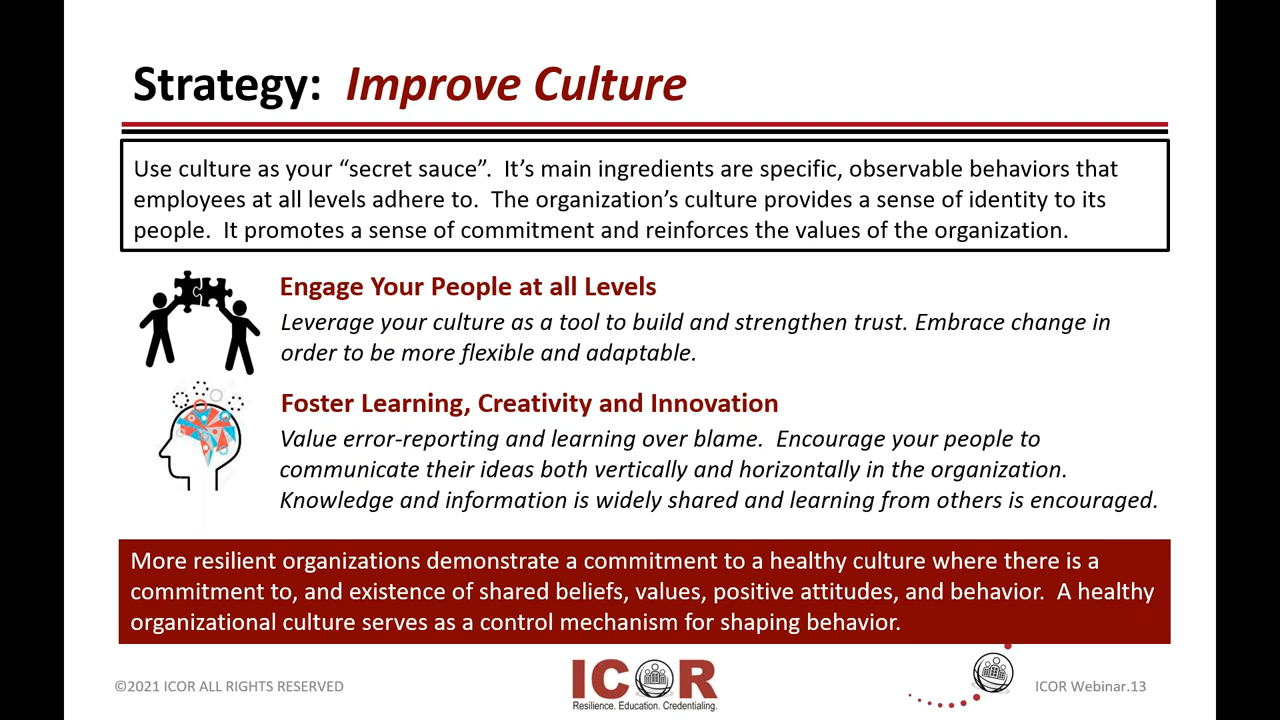 Strategy: Improve Culture
Use culture as your “secret sauce”. It’s main ingredients are specific, observable behaviors that
employees at all levels adhere to. The organization’s culture provides a sense of identity to its
people. It promotes a sense of commitment and reinforces the values of the organization.
Engage Your People at all Levels
Leverage your culture as a tool to build and strengthen trust. Embrace change in
order to be more flexible and adaptable.
Foster Learning, Creativity and Innovation
Value error-reporting and learning over blame. Encourage your people to
communicate their ideas both vertically and horizontally in the organization.
Knowledge and information is widely shared and learning from others is encouraged.
More resilient organizations demonstrate a commitment to a healthy culture where there is a
commitment to, and existence of shared beliefs, values, positive attitudes, and behavior. A healthy
organizational culture serves as a control mechanism for shaping behavior.
©2021 ICOR ALL RIGHTS RESERVED
ICOR
Resilience. Education. Credentialing.
ICOR Webinar.13